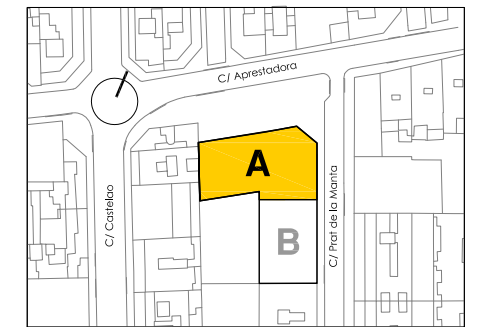 C/ Aprestadora
A
C/ Prat de la Manta
C/ Castelao
B